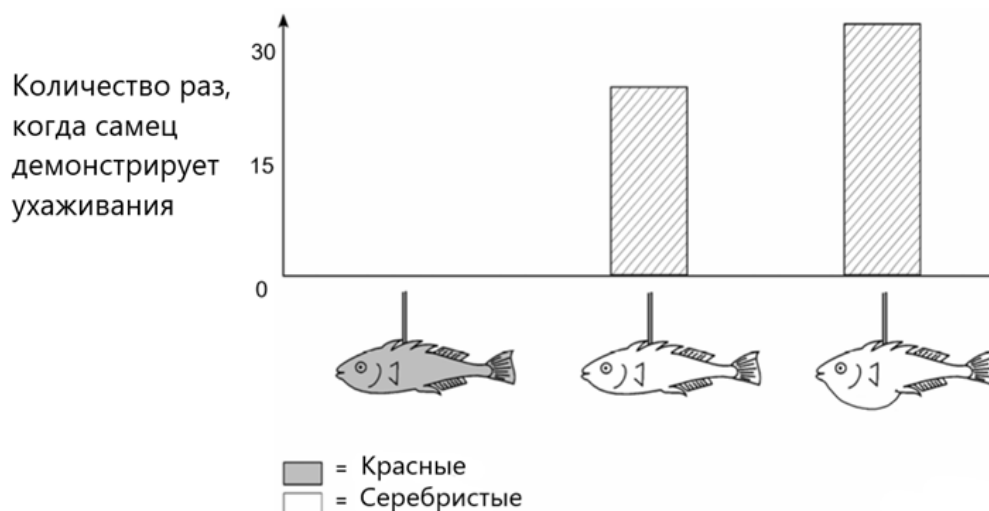 30
Количество раз,
когда самец
демонстрирует
ухаживания
15
0
= Красные
= Серебристые